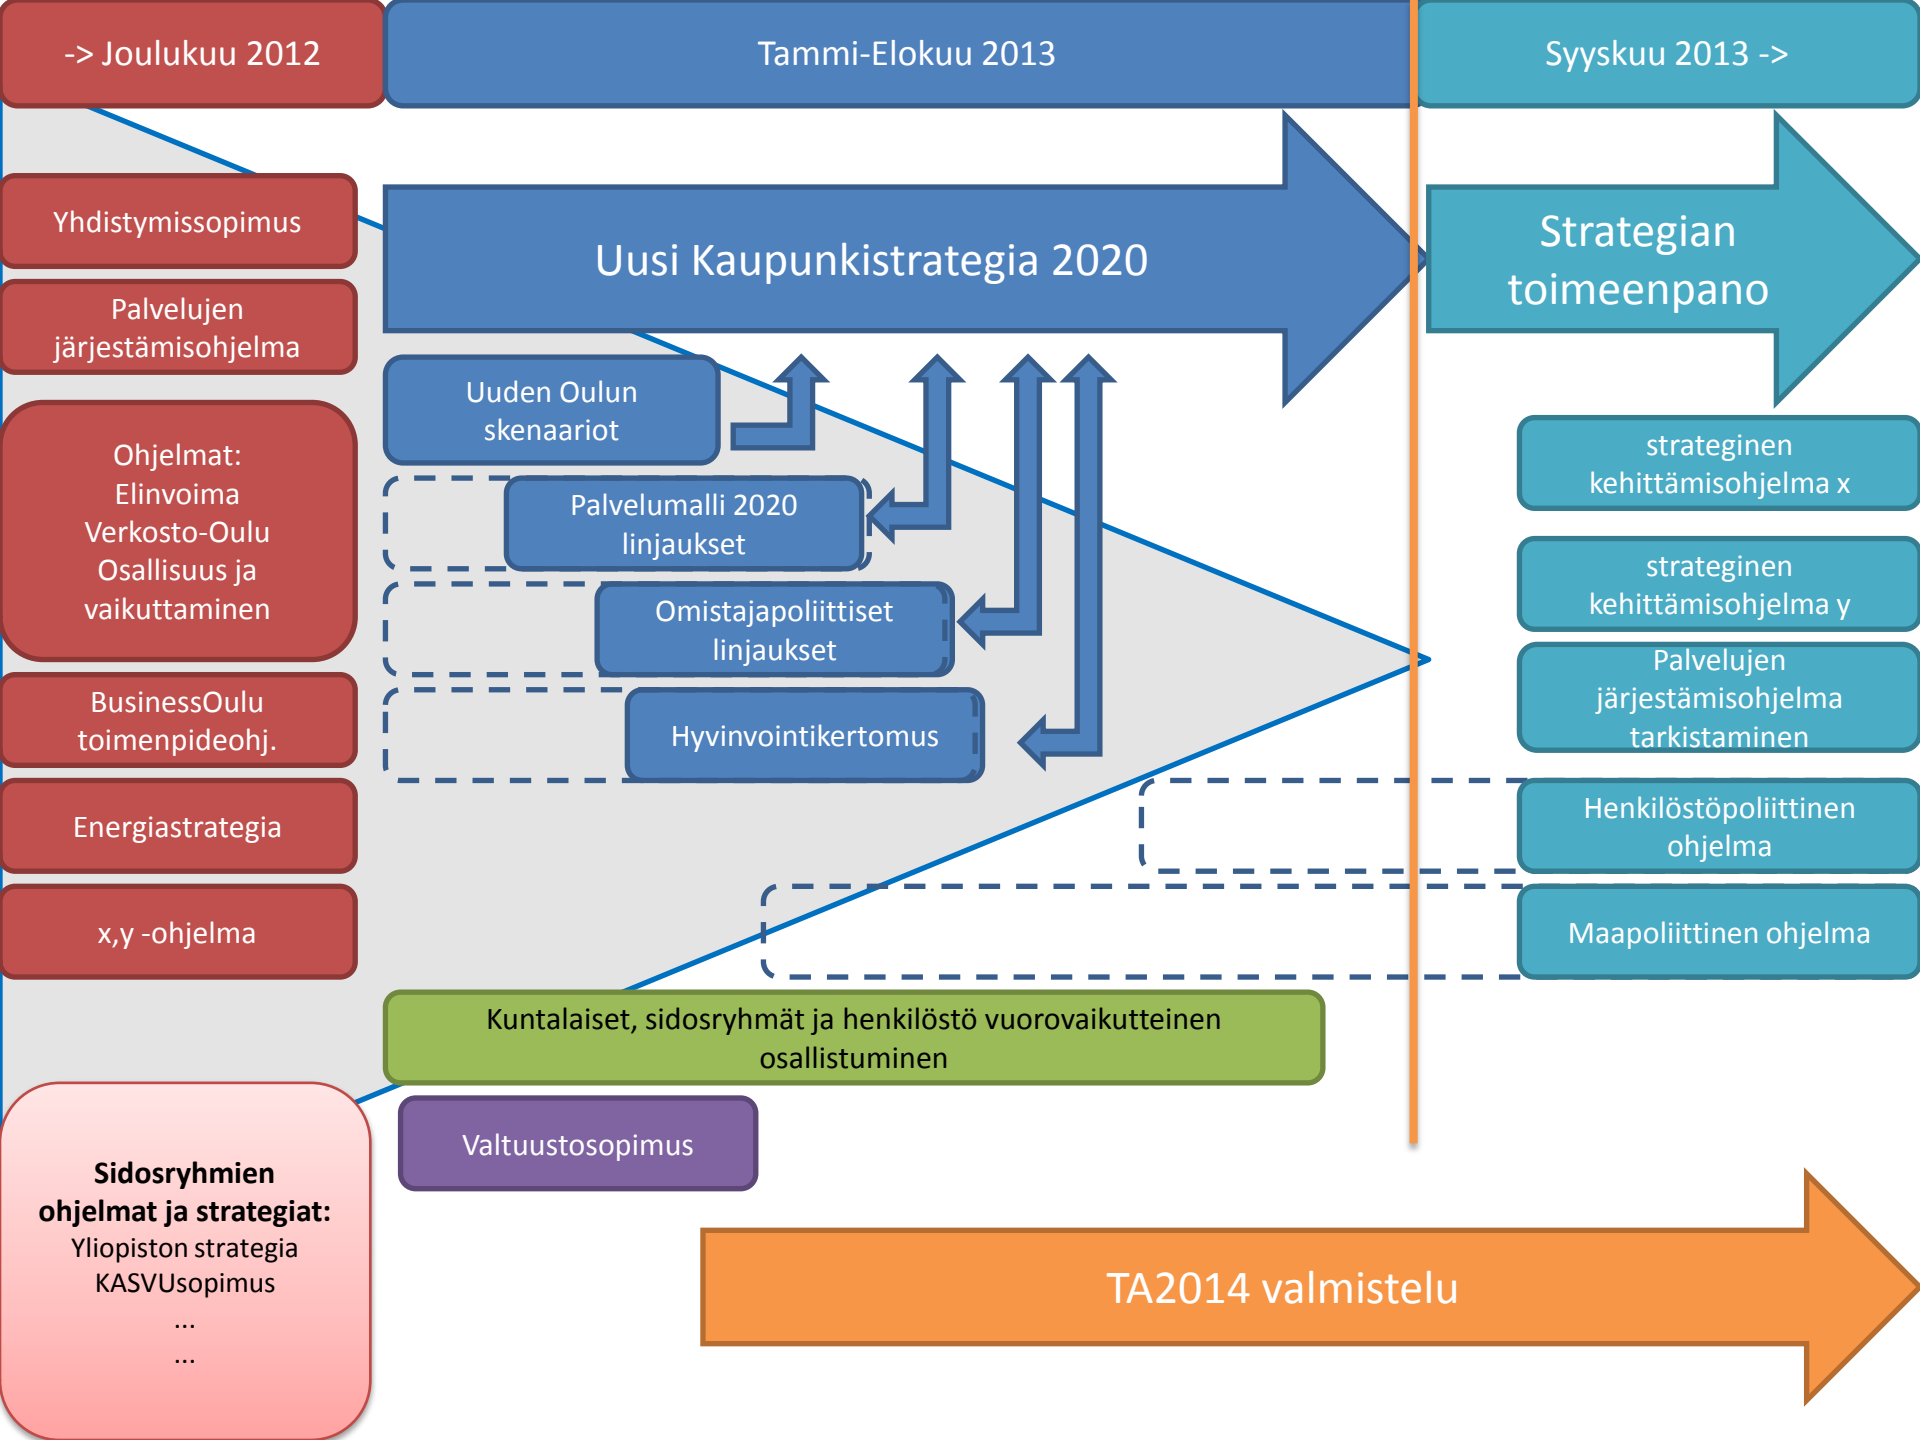 -> Joulukuu 2012
Tammi-Elokuu 2013
Syyskuu 2013 ->
Yhdistymissopimus
Palvelujen
järjestämisohjelma
Ohjelmat:
Elinvoima
Verkosto-Oulu
Osallisuus ja
vaikuttaminen
BusinessOulu
toimenpideohj.
Energiastrategia
x,y -ohjelma
Sidosryhmien
ohjelmat ja strategiat:
Yliopiston strategia
KASVUsopimus
...
...
Uusi Kaupunkistrategia 2020
Uuden Oulun
skenaariot
Palvelumalli 2020
linjaukset
Omistajapoliittiset
linjaukset
Hyvinvointikertomus
Kuntalaiset, sidosryhmät ja henkilöstö vuorovaikutteinen
osallistuminen
Valtuustosopimus
Strategian
toimeenpano
strateginen
kehittämisohjelma x
strateginen
kehittämisohjelma y
Palvelujen
järjestämisohjelma
tarkistaminen
Henkilöstöpoliittinen
ohjelma
Maapoliittinen ohjelma
TA2014 valmistelu